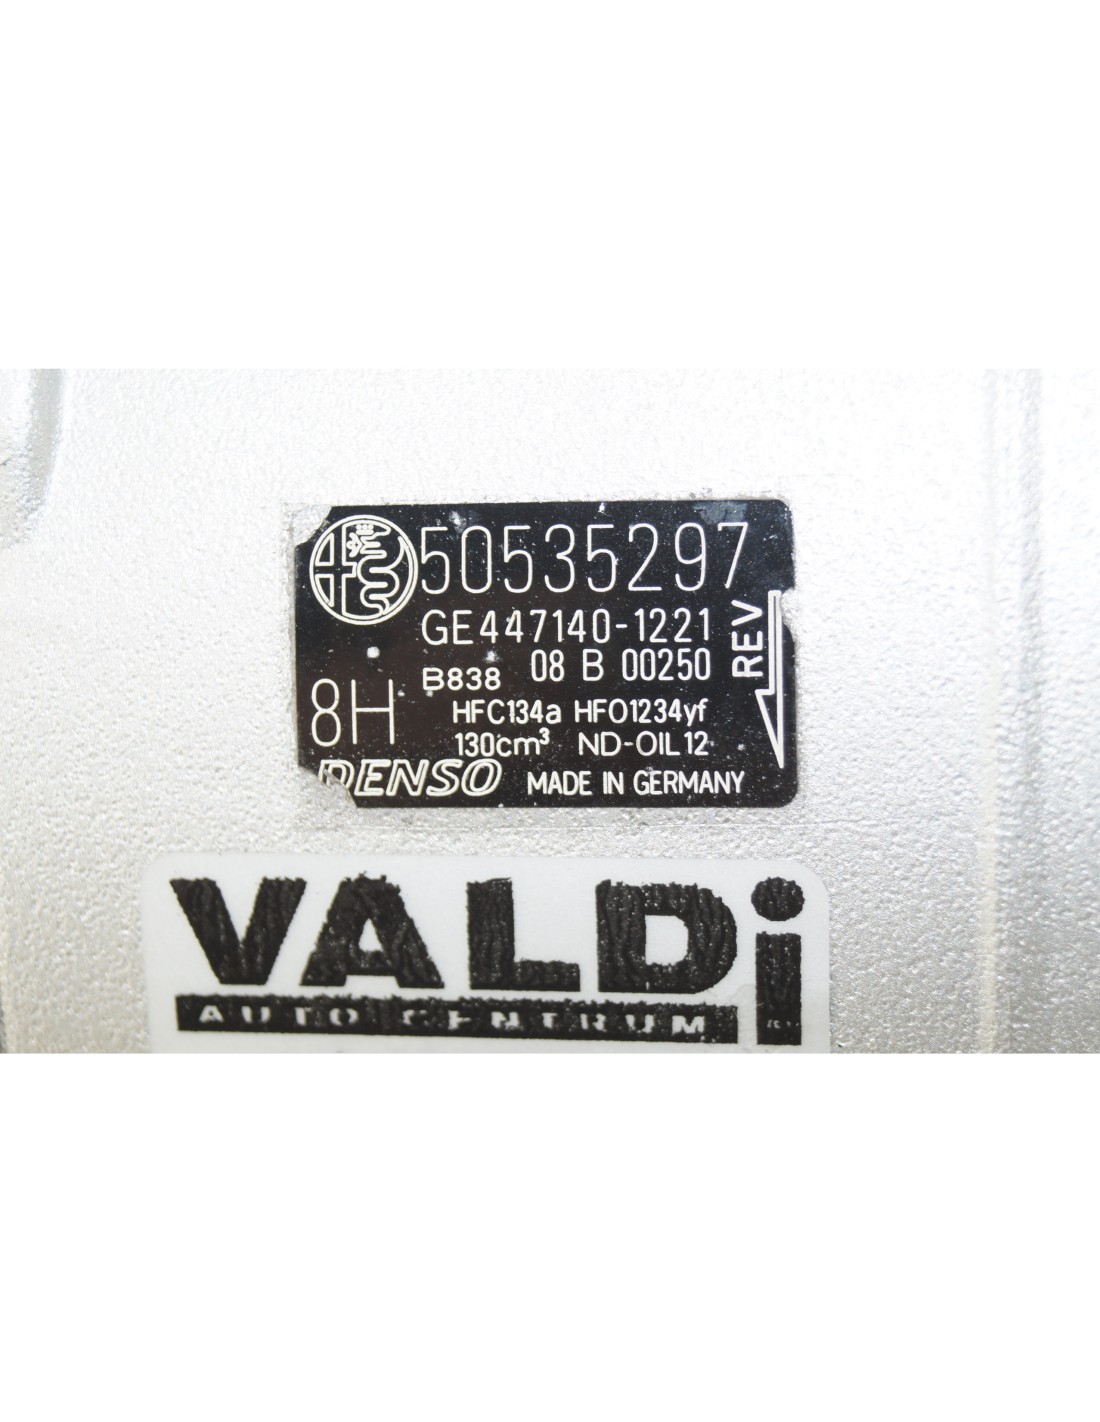 50535297
GE447140-1221
08 B 00250
B838
8H
REV
HFC134a HFO1234yf
130cm³ ND-OIL12
DENSO MADE IN GERMANY
VALDi
AUTO CENTRUM